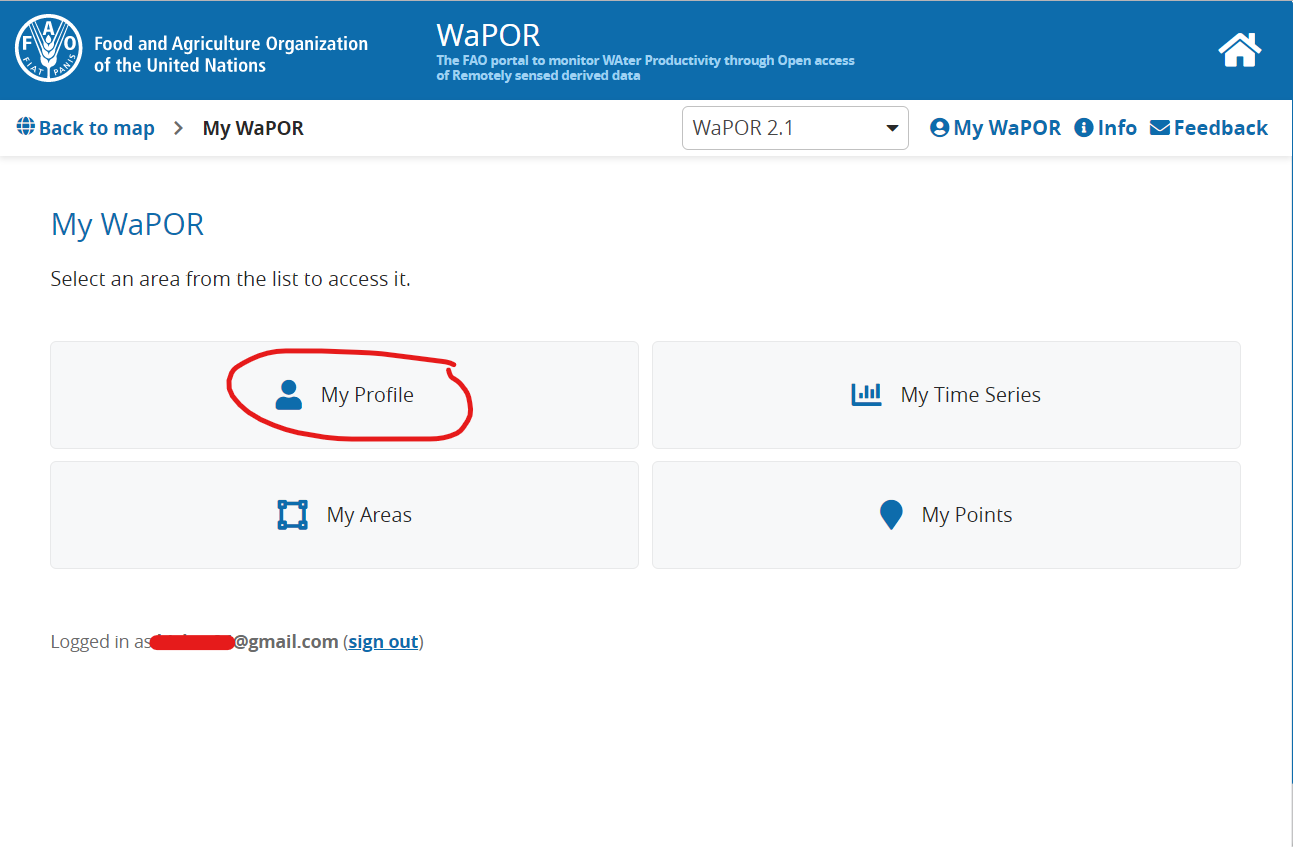 FAO
FIAT PANIS
Food and Agriculture Organization
of the United Nations
WaPOR
The FAO portal to monitor WAter Productivity through Open access
of Remotely sensed derived data
Back to map > My WaPOR
WaPOR 2.1
My WaPOR
Info
Feedback
My WaPOR
Select an area from the list to access it.
My Profile
My Time Series
My Areas
My Points
Logged in as @gmail.com (sign out)